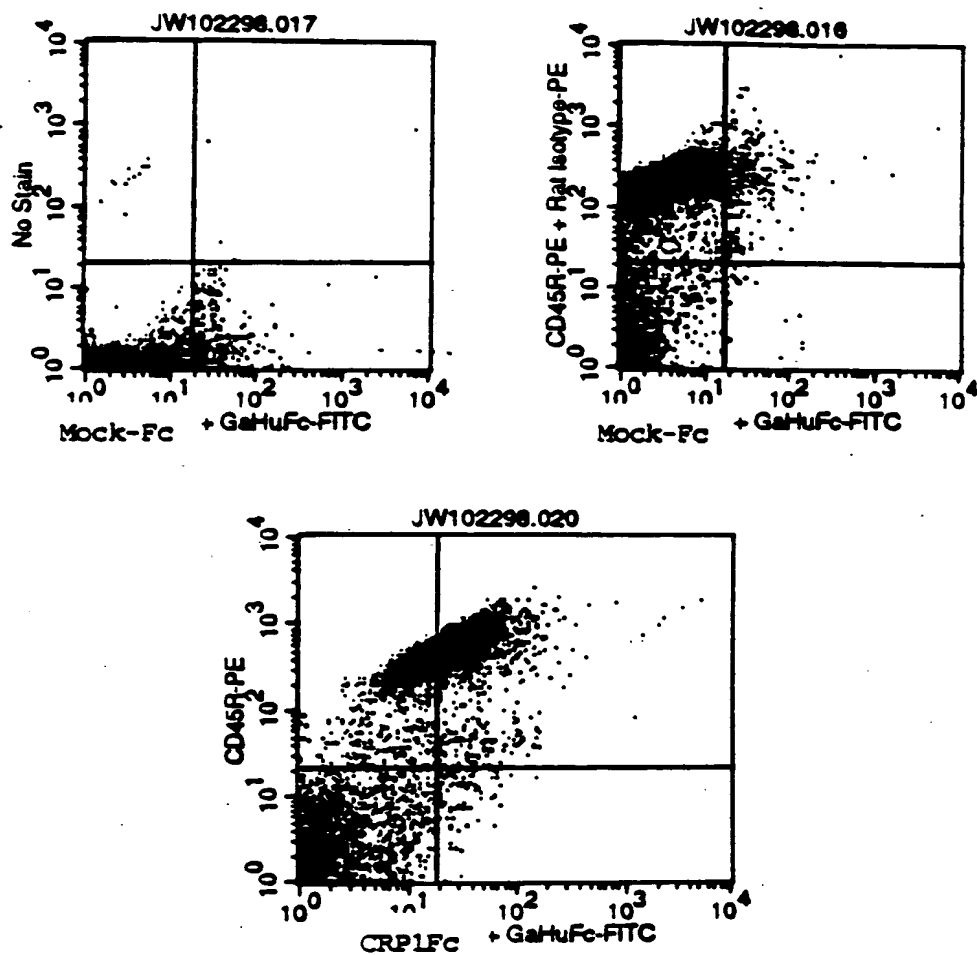 JW102298.017
No Stain
10^4
10^3
10^2
10^1
10^0
10^0 10^1 10^2 10^3 10^4
Mock-Fc + GaHuFc-FITC
JW102298.016
CD45R-PE + Rat Isotype-PE
10^4
10^3
10^2
10^1
10^0
10^0 10^1 10^2 10^3 10^4
Mock-Fc + GaHuFc-FITC
JW102298.020
CD45R-PE
10^4
10^3
10^2
10^1
10^0
10^0 10^1 10^2 10^3 10^4
CRP1Fc + GaHuFc-FITC